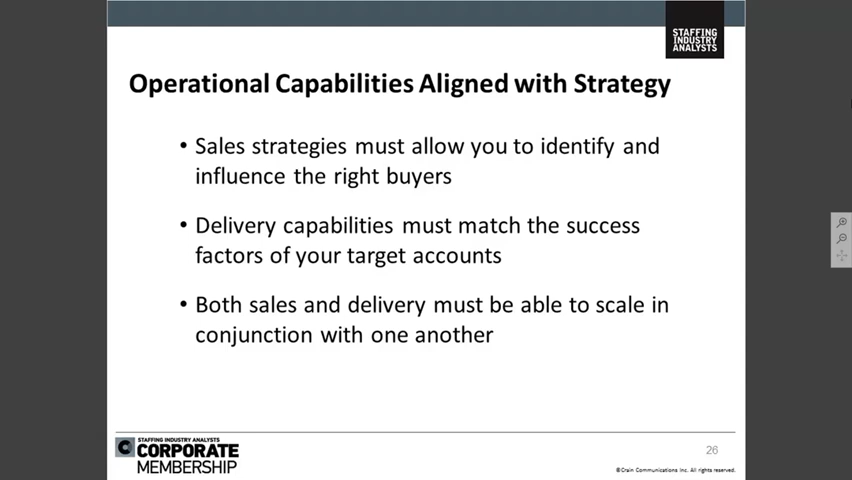 STAFFING
INDUSTRY
ANALYSTS
Operational Capabilities Aligned with Strategy
• Sales strategies must allow you to identify and
influence the right buyers
• Delivery capabilities must match the success
factors of your target accounts
• Both sales and delivery must be able to scale in
conjunction with one another
C
STAFFING INDUSTRY ANALYSTS
CORPORATE
MEMBERSHIP
26
©Crain Communications Inc. All rights reserved.